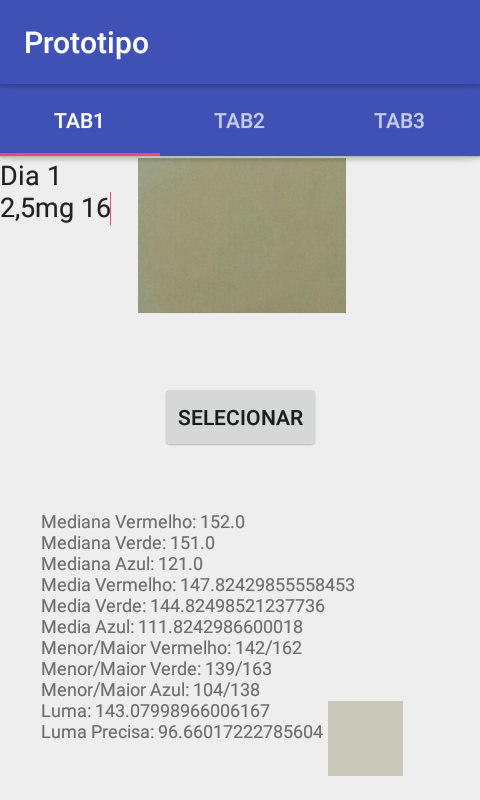 Prototipo
TAB1 TAB2 TAB3
Dia 1
2,5mg 16
SELECIONAR
Mediana Vermelho: 152.0
Mediana Verde: 151.0
Mediana Azul: 121.0
Media Vermelho: 147.82429855558453
Media Verde: 144.82498521237736
Media Azul: 111.8242986600018
Menor/Maior Vermelho: 142/162
Menor/Maior Verde: 139/163
Menor/Maior Azul: 104/138
Luma: 143.07998966006167
Luma Precisa: 96.66017222785604